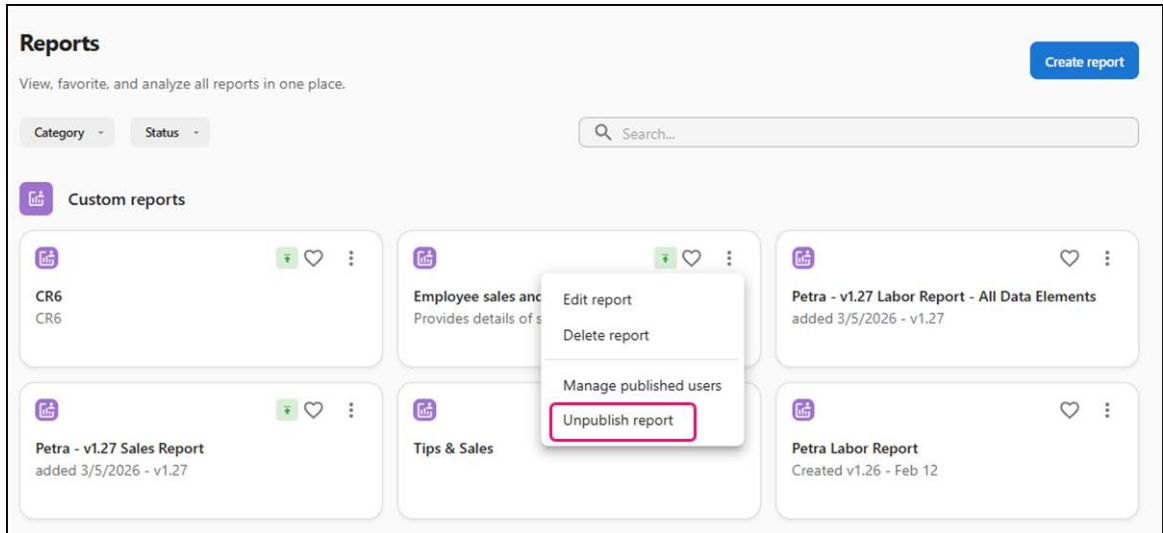 Reports
Create report
View, favorite, and analyze all reports in one place.
Category
Status
Search...
Custom reports
CR6
CR6
Employee sales and
Provides details of s
Petra - v1.27 Labor Report - All Data Elements
added 3/5/2026 - v1.27
Edit report
Delete report
Manage published users
Unpublish report
Petra - v1.27 Sales Report
added 3/5/2026 - v1.27
Tips & Sales
Petra Labor Report
Created v1.26 - Feb 12